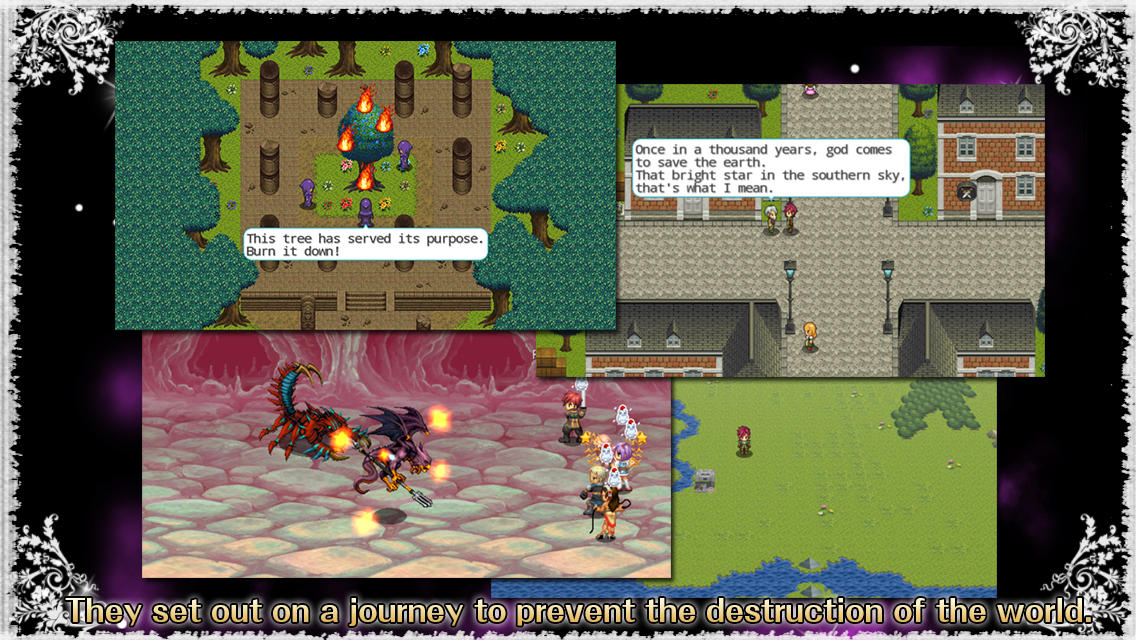 This tree has served its purpose.
Burn it down!
Once in a thousand years, god comes
to save the earth.
That bright star in the southern sky,
that's what I mean.
They set out on a journey to prevent the destruction of the world.